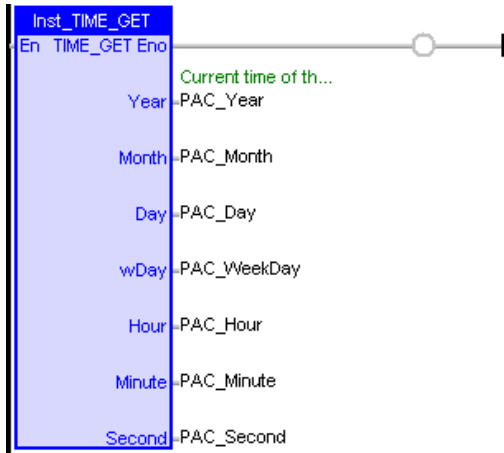 Inst_TIME_GET
En TIME_GET Eno
Current time of th...
Year PAC_Year
Month PAC_Month
Day PAC_Day
wDay PAC_WeekDay
Hour PAC_Hour
Minute PAC_Minute
Second PAC_Second